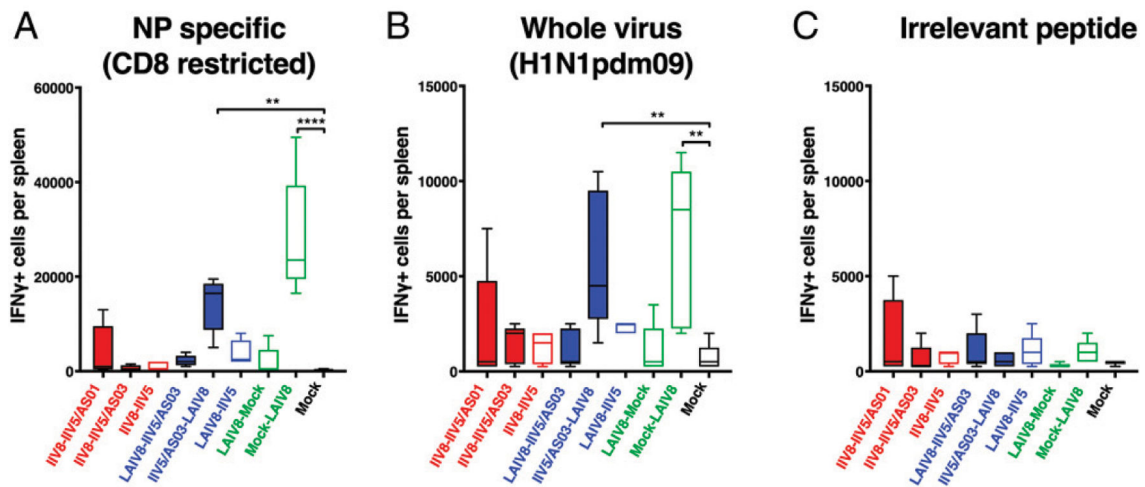 A
NP specific
(CD8 restricted)
IFNγ+ cells per spleen
60000
40000
20000
0
**
****
IIV8-IIV5/AS01
IIV8-IIV5/AS03
IIV8-IIV5
LAIV8-IIV5/AS03
IIV5/AS03-LAIV8
LAIV8-IIV5
LAIV8-Mock
Mock-LAIV8
Mock
B
Whole virus
(H1N1pdm09)
IFNγ+ cells per spleen
15000
10000
5000
0
**
**
IIV8-IIV5/AS01
IIV8-IIV5/AS03
IIV8-IIV5
LAIV8-IIV5/AS03
IIV5/AS03-LAIV8
LAIV8-IIV5
LAIV8-Mock
Mock-LAIV8
Mock
C
Irrelevant peptide
IFNγ+ cells per spleen
15000
10000
5000
0
IIV8-IIV5/AS01
IIV8-IIV5/AS03
IIV8-IIV5
LAIV8-IIV5/AS03
IIV5/AS03-LAIV8
LAIV8-IIV5
LAIV8-Mock
Mock-LAIV8
Mock